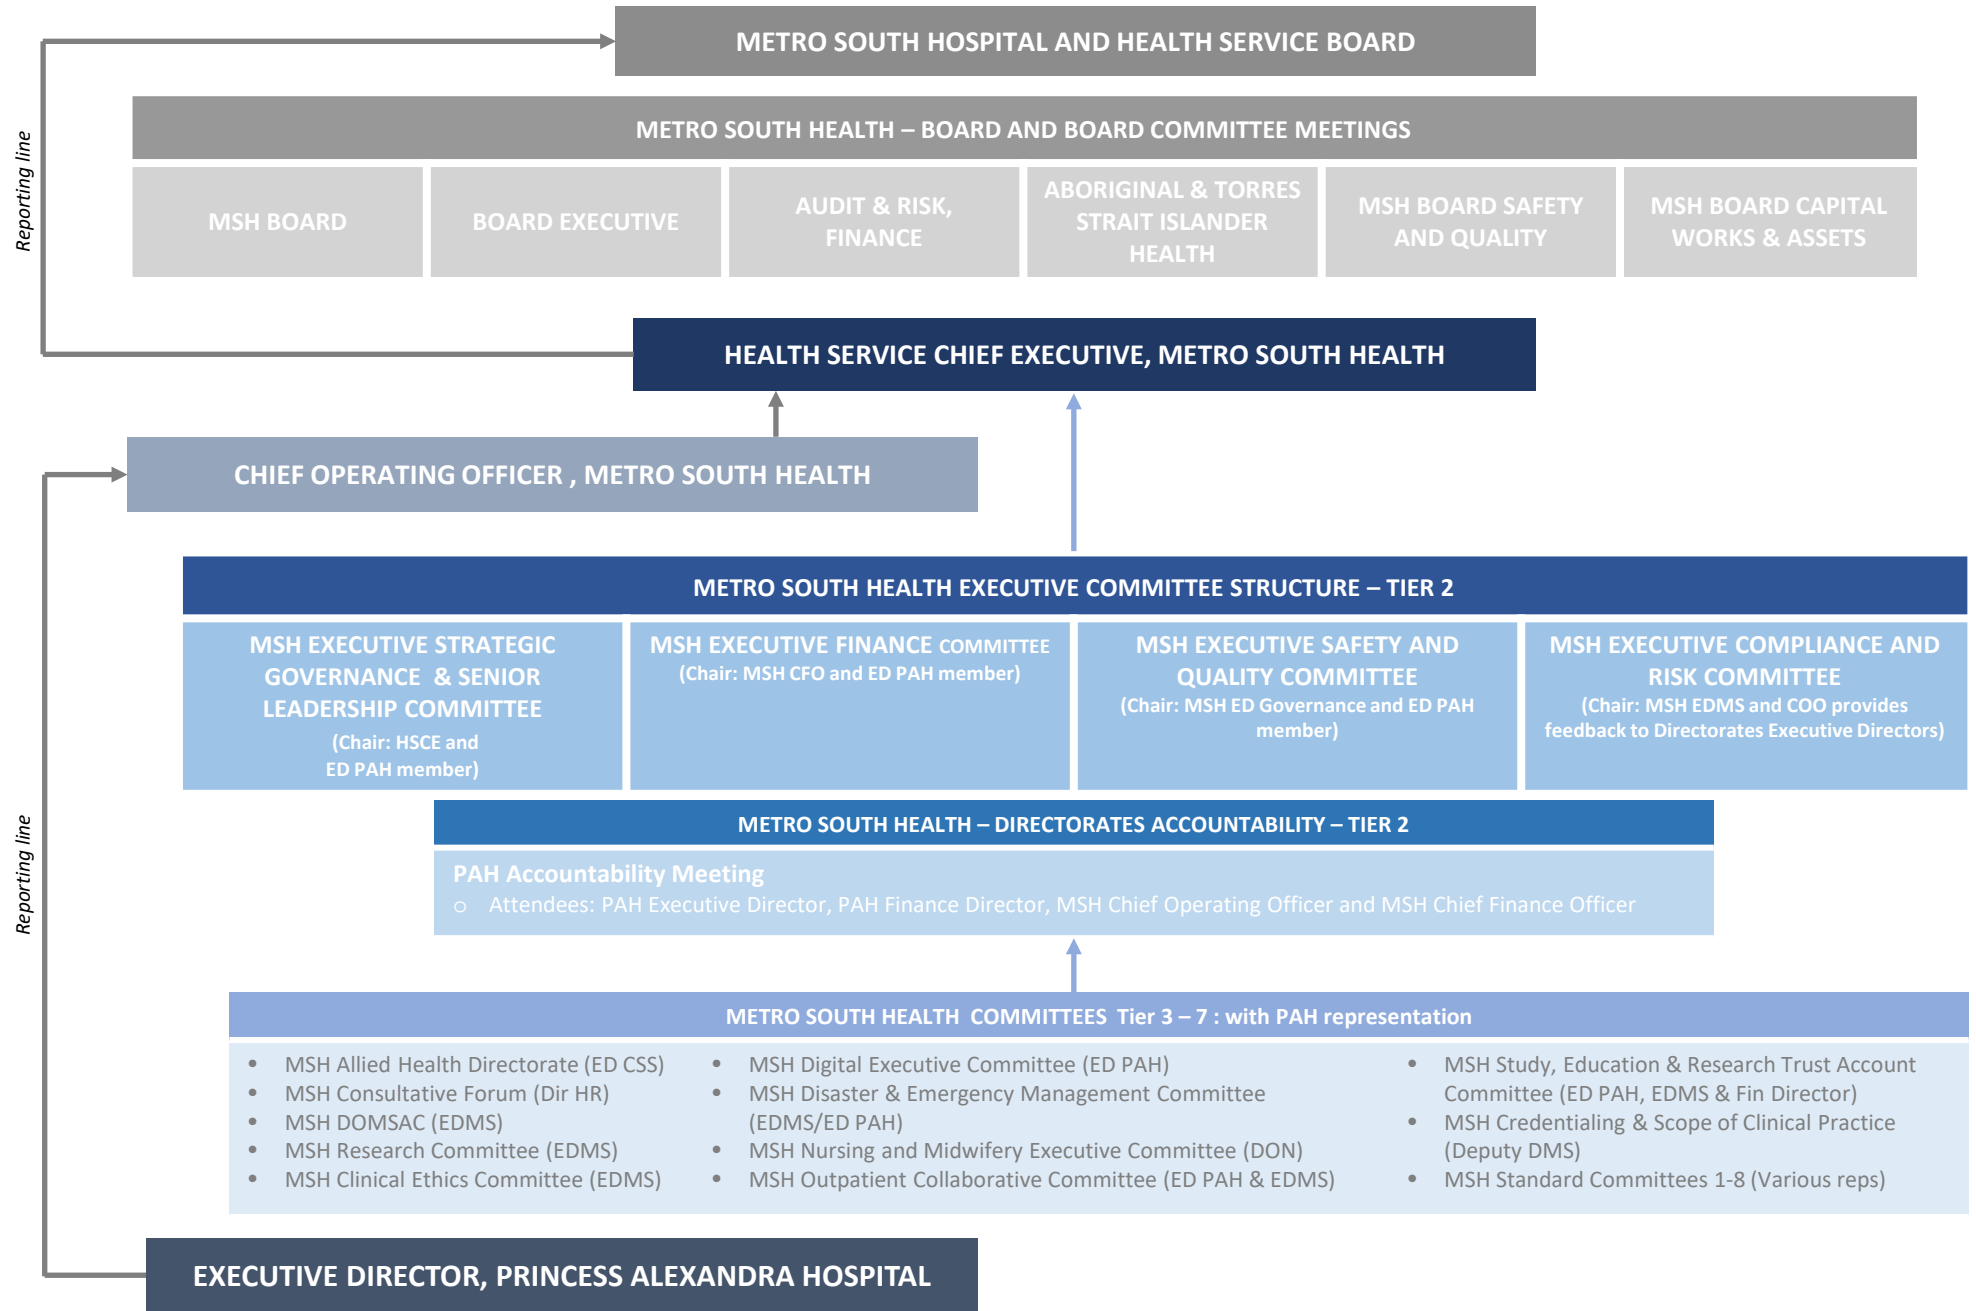 METRO SOUTH HOSPITAL AND HEALTH SERVICE BOARD
Reporting line
METRO SOUTH HEALTH – BOARD AND BOARD COMMITTEE MEETINGS
MSH BOARD
BOARD EXECUTIVE
AUDIT & RISK,
FINANCE
ABORIGINAL & TORRES
STRAIT ISLANDER
HEALTH
MSH BOARD SAFETY
AND QUALITY
MSH BOARD CAPITAL
WORKS & ASSETS
HEALTH SERVICE CHIEF EXECUTIVE, METRO SOUTH HEALTH
CHIEF OPERATING OFFICER , METRO SOUTH HEALTH
METRO SOUTH HEALTH EXECUTIVE COMMITTEE STRUCTURE – TIER 2
MSH EXECUTIVE STRATEGIC
GOVERNANCE & SENIOR
LEADERSHIP COMMITTEE
(Chair: HSCE and
ED PAH member)
MSH EXECUTIVE FINANCE COMMITTEE
(Chair: MSH CFO and ED PAH member)
MSH EXECUTIVE SAFETY AND
QUALITY COMMITTEE
(Chair: MSH ED Governance and ED PAH
member)
MSH EXECUTIVE COMPLIANCE AND
RISK COMMITTEE
(Chair: MSH EDMS and COO provides
feedback to Directorates Executive Directors)
Reporting line
METRO SOUTH HEALTH – DIRECTORATES ACCOUNTABILITY – TIER 2
PAH Accountability Meeting
o Attendees: PAH Executive Director, PAH Finance Director, MSH Chief Operating Officer and MSH Chief Finance Officer
METRO SOUTH HEALTH COMMITTEES Tier 3 – 7 : with PAH representation
• MSH Allied Health Directorate (ED CSS)
• MSH Consultative Forum (Dir HR)
• MSH DOMSAC (EDMS)
• MSH Research Committee (EDMS)
• MSH Clinical Ethics Committee (EDMS)
• MSH Digital Executive Committee (ED PAH)
• MSH Disaster & Emergency Management Committee
(EDMS/ED PAH)
• MSH Nursing and Midwifery Executive Committee (DON)
• MSH Outpatient Collaborative Committee (ED PAH & EDMS)
• MSH Study, Education & Research Trust Account
Committee (ED PAH, EDMS & Fin Director)
• MSH Credentialing & Scope of Clinical Practice
(Deputy DMS)
• MSH Standard Committees 1-8 (Various reps)
EXECUTIVE DIRECTOR, PRINCESS ALEXANDRA HOSPITAL